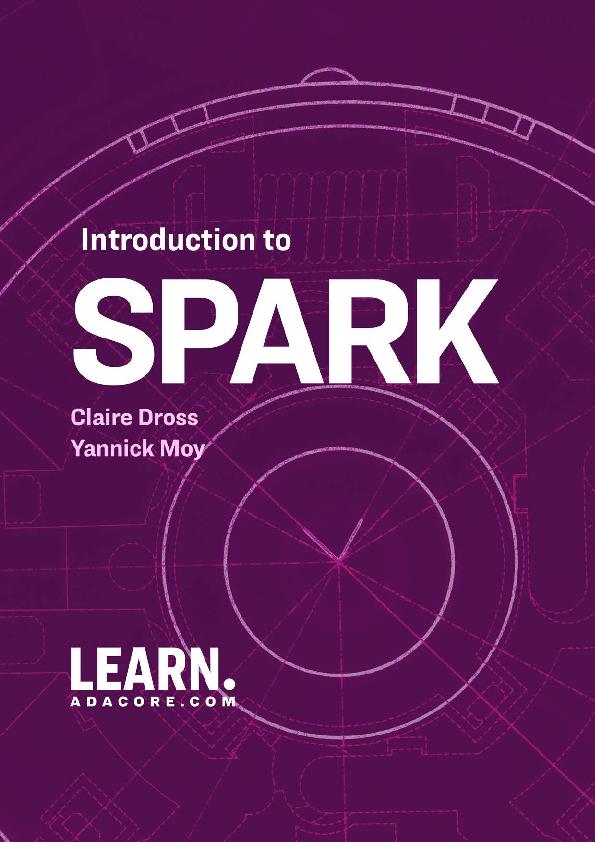 Introduction to
SPARK
Claire Dross
Yannick Moy
LEARN.
ADACORE.COM